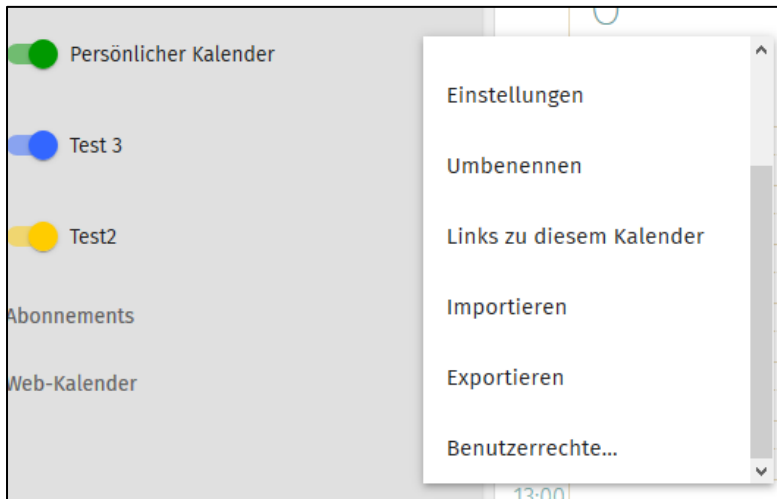 Persönlicher Kalender
Test 3
Test2
Abonnements
Web-Kalender
Einstellungen
Umbenennen
Links zu diesem Kalender
Importieren
Exportieren
Benutzerrechte...
13:00